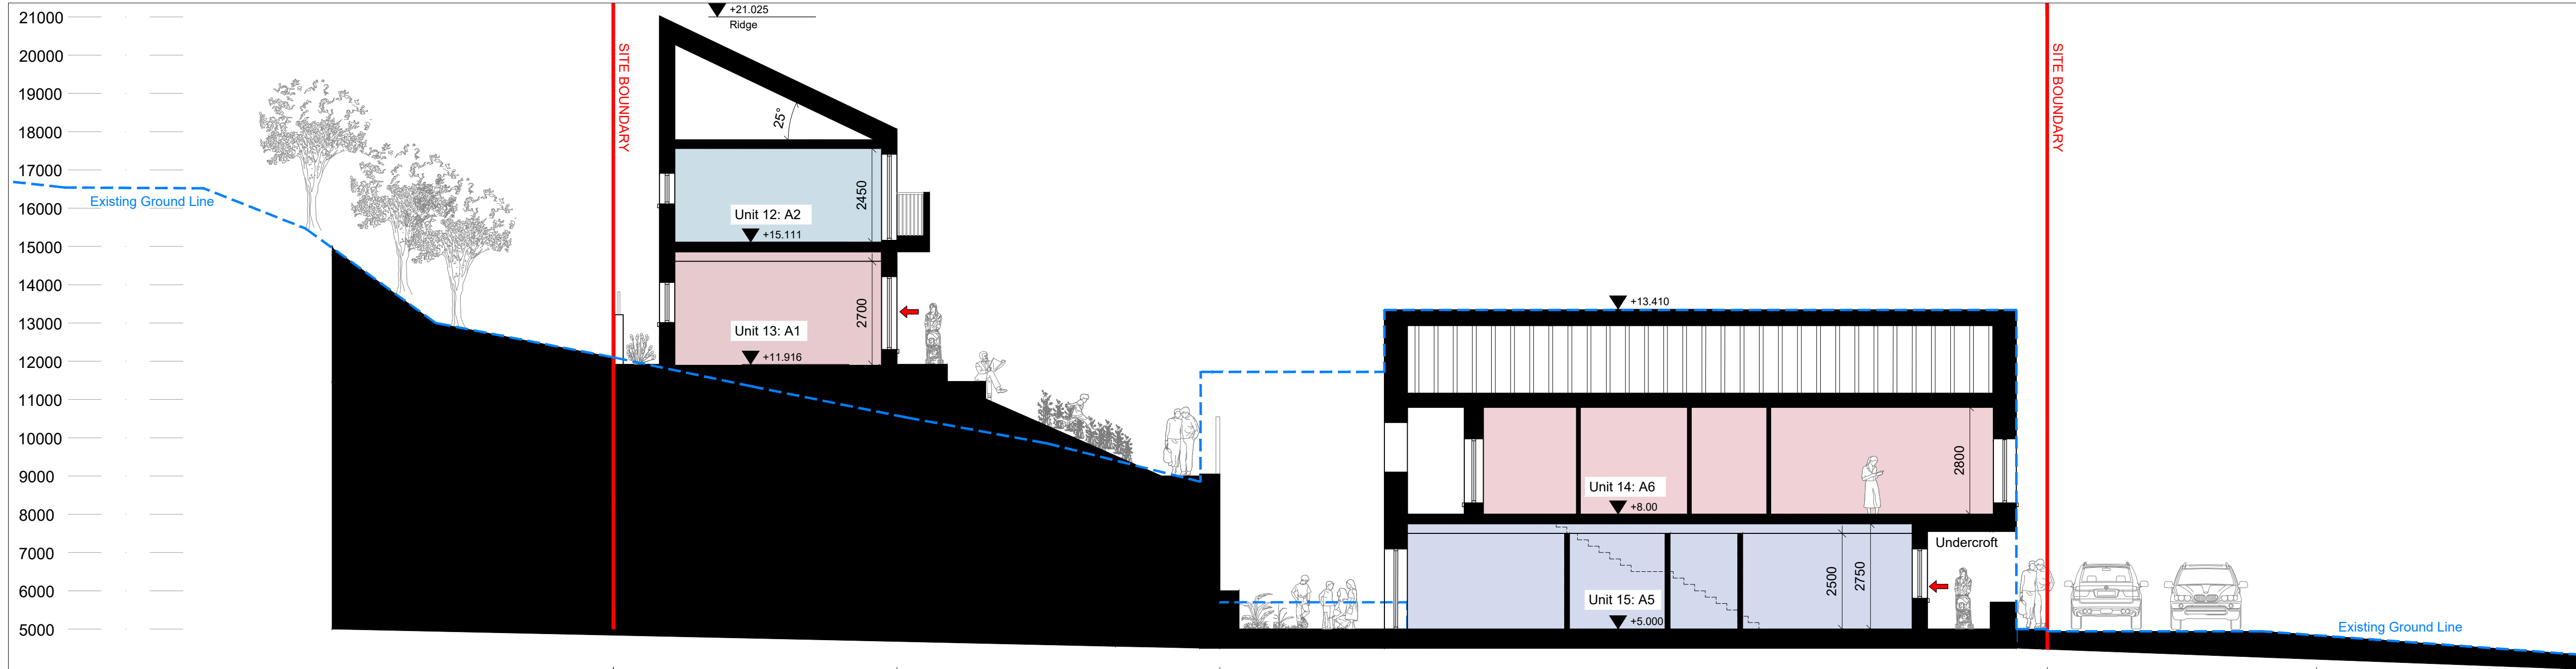 21000
20000
19000
18000
17000
16000
15000
14000
13000
12000
11000
10000
9000
8000
7000
6000
5000
Existing Ground Line
SITE BOUNDARY
+21.025
Ridge
25°
2450
Unit 12: A2
+15.111
2700
Unit 13: A1
+11.916
+13.410
2800
Unit 14: A6
+8.00
Undercroft
2500
2750
Unit 15: A5
+5.000
SITE BOUNDARY
Existing Ground Line